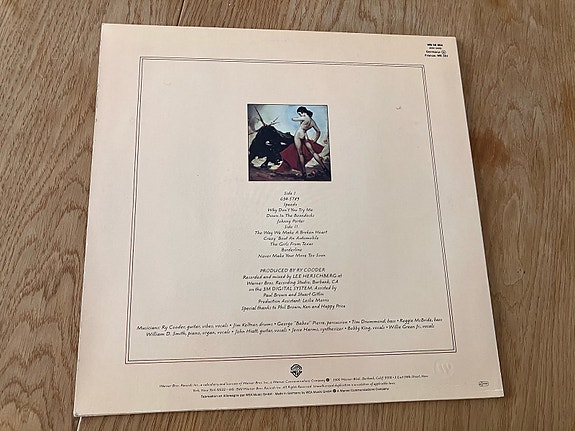 Side I
634-5789
Speedo
Why Don't You Try Me
Down In The Boondocks
Johnny Porter
Side II
The Way We Make A Broken Heart
Crazy 'Bout An Automobile
The Girls From Texas
Borderline
Never Make Your Move Too Soon
PRODUCED BY RY COODER
Recorded and mixed by LEE HERSCHBERG at
Warner Bros. Recording Studio, Burbank, CA
on the 3M DIGITAL SYSTEM. Assisted by
Paul Brown and Stuart Gitlin.
Production Assistant: Leslie Morris
Special thanks to Phil Brown, Ken and Happy Price
Musicians: Ry Cooder, guitar, vibes, vocals • Jim Keltner, drums • George "Baboo" Pierre, percussion • Tim Drummond, bass • Reggie McBride, bass
William D. Smith, piano, organ, vocals • John Hiatt, guitar, vocals • Jesse Harms, synthesizer • Bobby King, vocals • Willie Green Jr., vocals